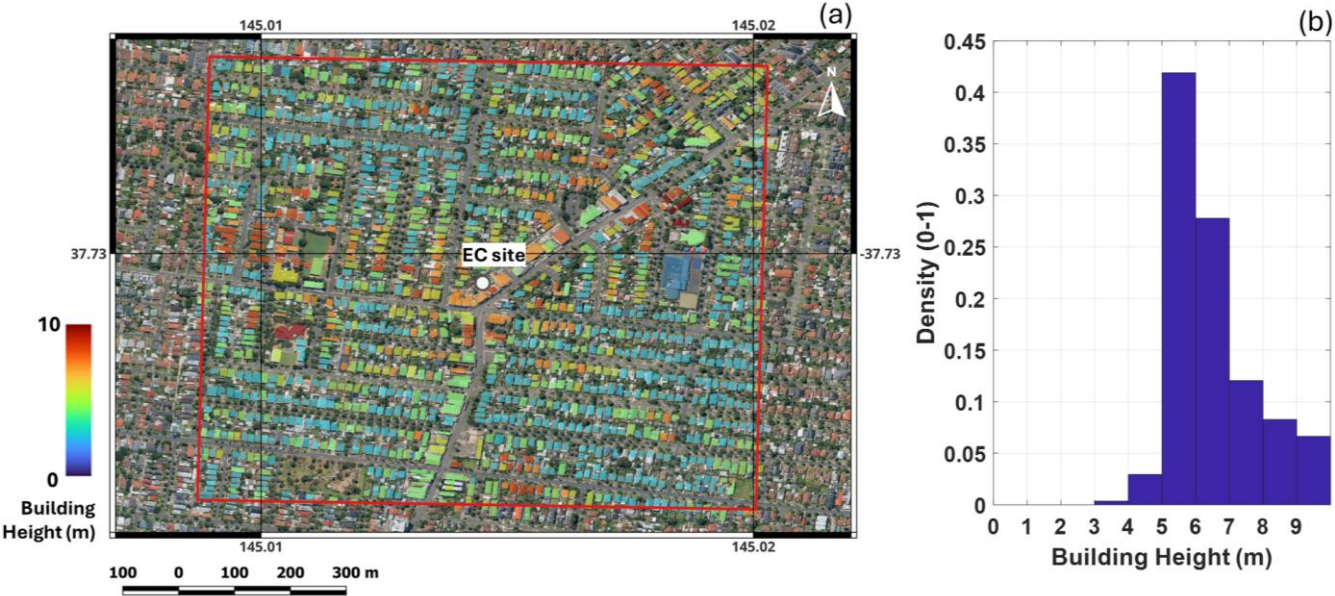 (a)
145.01
145.02
N
EC site
37.73
-37.73
10
0
Building
Height (m)
145.01
145.02
100 0 100 200 300 m
(b)
0.45
0.4
0.35
0.3
0.25
0.2
0.15
0.1
0.05
0
Density (0-1)
0 1 2 3 4 5 6 7 8 9
Building Height (m)